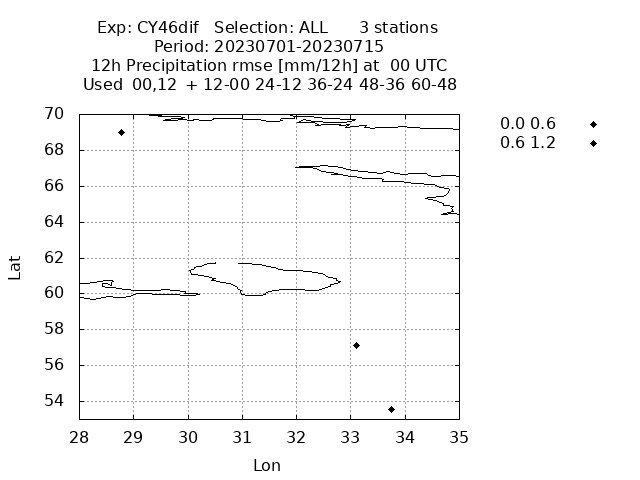 Exp: CY46dif Selection: ALL 3 stations
Period: 20230701-20230715
12h Precipitation rmse [mm/12h] at 00 UTC
Used 00,12 + 12-00 24-12 36-24 48-36 60-48
0.0 0.6
0.6 1.2
70
68
66
64
62
60
58
56
54
Lat
28 29 30 31 32 33 34 35
Lon